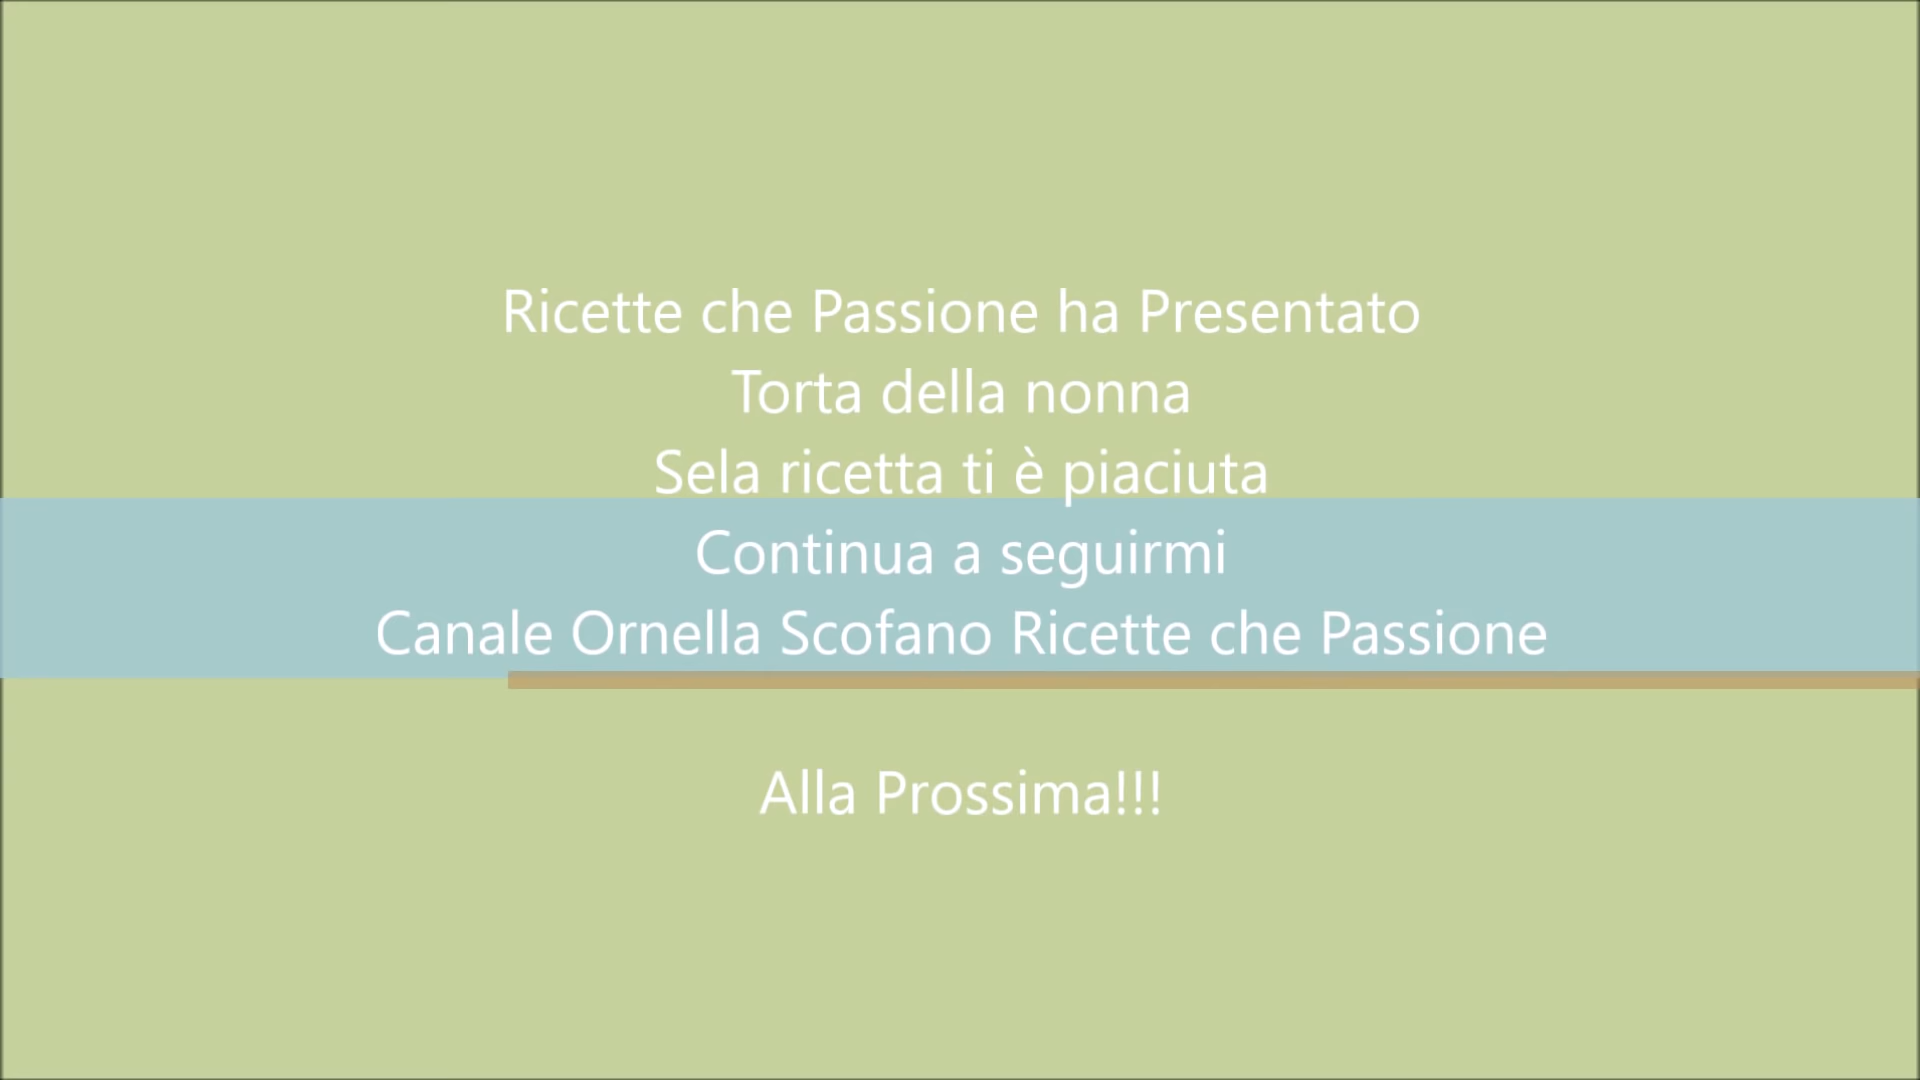 Ricette che Passione ha Presentato
Torta della nonna
Sela ricetta ti è piaciuta
Continua a seguirmi
Canale Ornella Scofano Ricette che Passione
Alla Prossima!!!